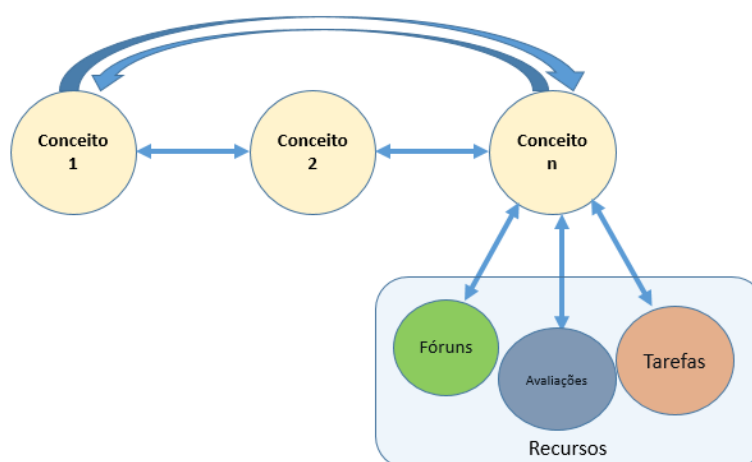 Conceito
1
Conceito
2
Conceito
n
Fóruns
Avaliações
Tarefas
Recursos